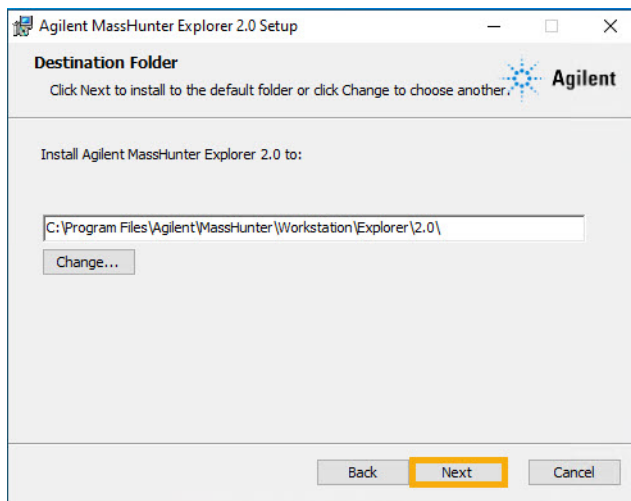 Agilent MassHunter Explorer 2.0 Setup
Destination Folder
Click Next to install to the default folder or click Change to choose another.
Agilent
Install Agilent MassHunter Explorer 2.0 to:
C:\Program Files\Agilent\MassHunter\Workstation\Explorer\2.0\
Change...
Back Next Cancel